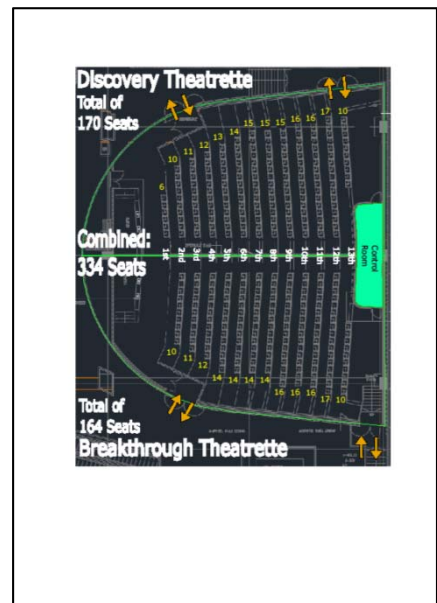 Discovery Theatrette
Total of
170 Seats
6
10
11
12
13
14
15
15
15
16
16
17
10
Combined:
334 Seats
1st
2nd
3rd
4th
5th
6th
7th
8th
9th
10th
11th
12th
13th
Control
Room
10
11
12
14
14
14
14
16
16
16
17
10
Total of
164 Seats
Breakthrough Theatrette